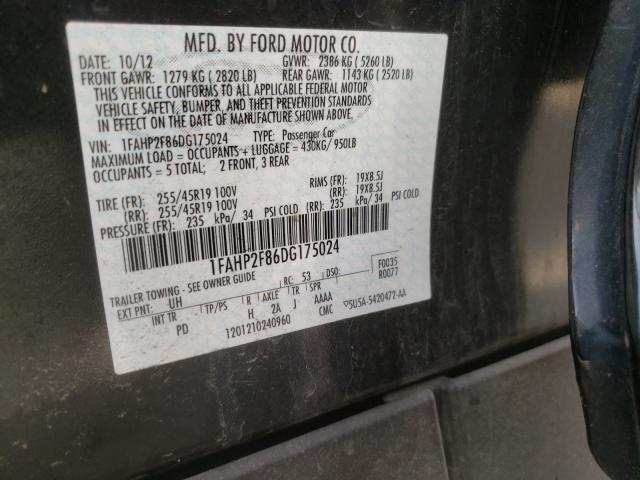 MFD. BY FORD MOTOR CO.
DATE: 10/12 GVWR: 2386 KG ( 5260 LB)
FRONT GAWR: 1279 KG ( 2820 LB) REAR GAWR: 1143 KG ( 2520 LB)
THIS VEHICLE CONFORMS TO ALL APPLICABLE FEDERAL MOTOR
VEHICLE SAFETY, BUMPER, AND THEFT PREVENTION STANDARDS
IN EFFECT ON THE DATE OF MANUFACTURE SHOWN ABOVE.
VIN: 1FAHP2F86DG175024 TYPE: Passenger Car
MAXIMUM LOAD = OCCUPANTS + LUGGAGE = 430KG/ 950LB
OCCUPANTS = 5 TOTAL; 2 FRONT, 3 REAR
TIRE (FR): 255/45R19 100V RIMS (FR): 19X8.5J
(RR): 255/45R19 100V (RR): 19X8.5J
PRESSURE (FR): 235 kPa/ 34 PSI COLD (RR): 235 kPa/ 34 PSI COLD
1FAHP2F86DG175024
TRAILER TOWING - SEE OWNER GUIDE RC: 53 DSO: F0035
EXT PNT: UH R0077
INT TR TP/PS R AXLE TR SPR
PD H 2A J AAAA
1201210240960 CMC 5U5A-5420472-AA